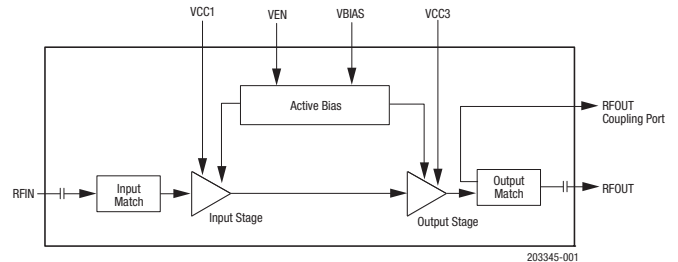 VCC1
VEN
VBIAS
VCC3
Active Bias
RFOUT
Coupling Port
RFIN
Input
Match
Input Stage
Output Stage
Output
Match
RFOUT
203345-001